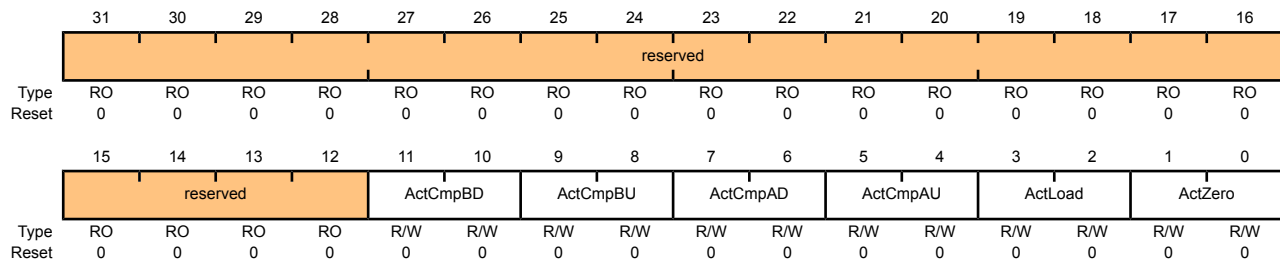 31 30 29 28 27 26 25 24 23 22 21 20 19 18 17 16
reserved
Type RO RO RO RO RO RO RO RO RO RO RO RO RO RO RO RO
Reset 0 0 0 0 0 0 0 0 0 0 0 0 0 0 0 0
15 14 13 12 11 10 9 8 7 6 5 4 3 2 1 0
reserved ActCmpBD ActCmpBU ActCmpAD ActCmpAU ActLoad ActZero
Type RO RO RO RO R/W R/W R/W R/W R/W R/W R/W R/W R/W R/W R/W R/W
Reset 0 0 0 0 0 0 0 0 0 0 0 0 0 0 0 0